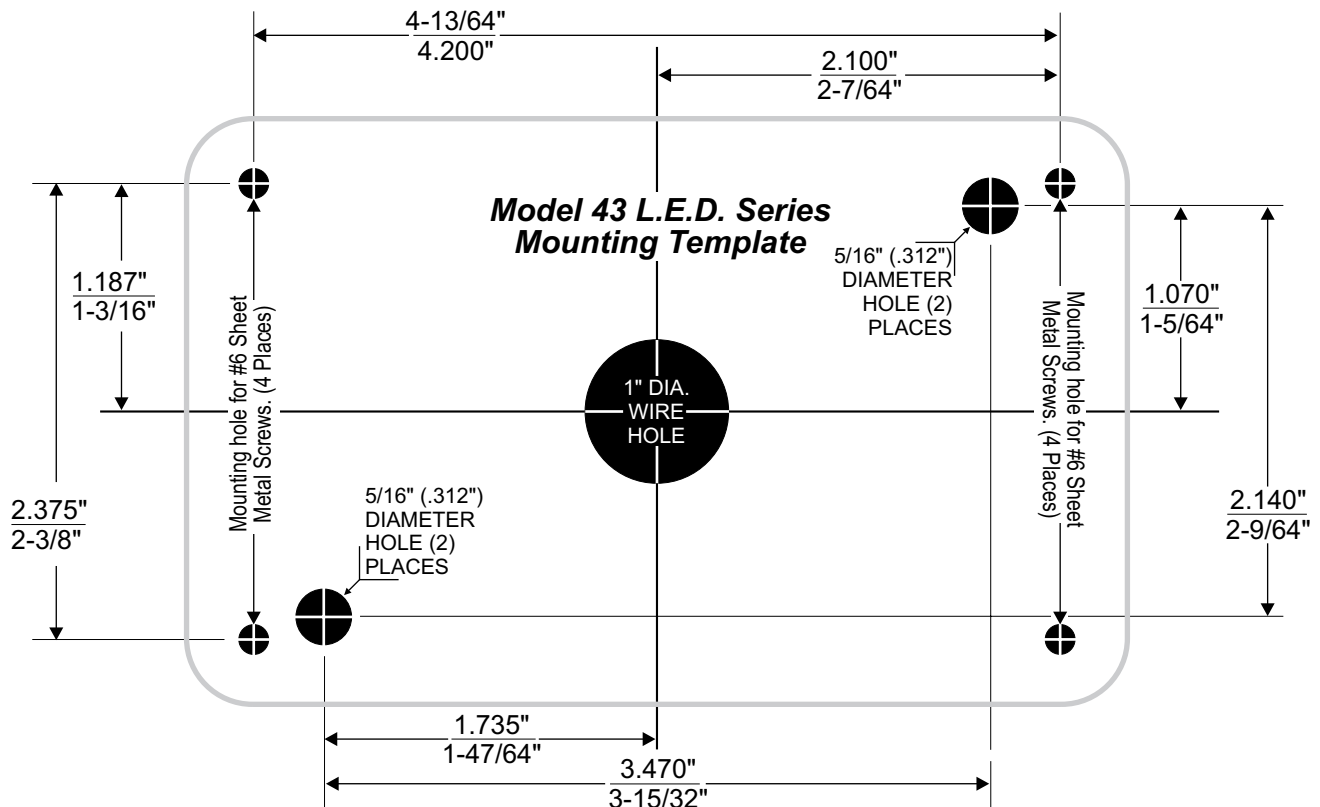 4-13/64"
4.200"
2.100"
2-7/64"
Model 43 L.E.D. Series
Mounting Template
5/16" (.312")
DIAMETER
HOLE (2)
PLACES
1.187"
1-3/16"
1.070"
1-5/64"
Mounting hole for #6 Sheet
Metal Screws. (4 Places)
Mounting hole for #6 Sheet
Metal Screws. (4 Places)
1" DIA.
WIRE
HOLE
2.375"
2-3/8"
5/16" (.312")
DIAMETER
HOLE (2)
PLACES
2.140"
2-9/64"
1.735"
1-47/64"
3.470"
3-15/32"